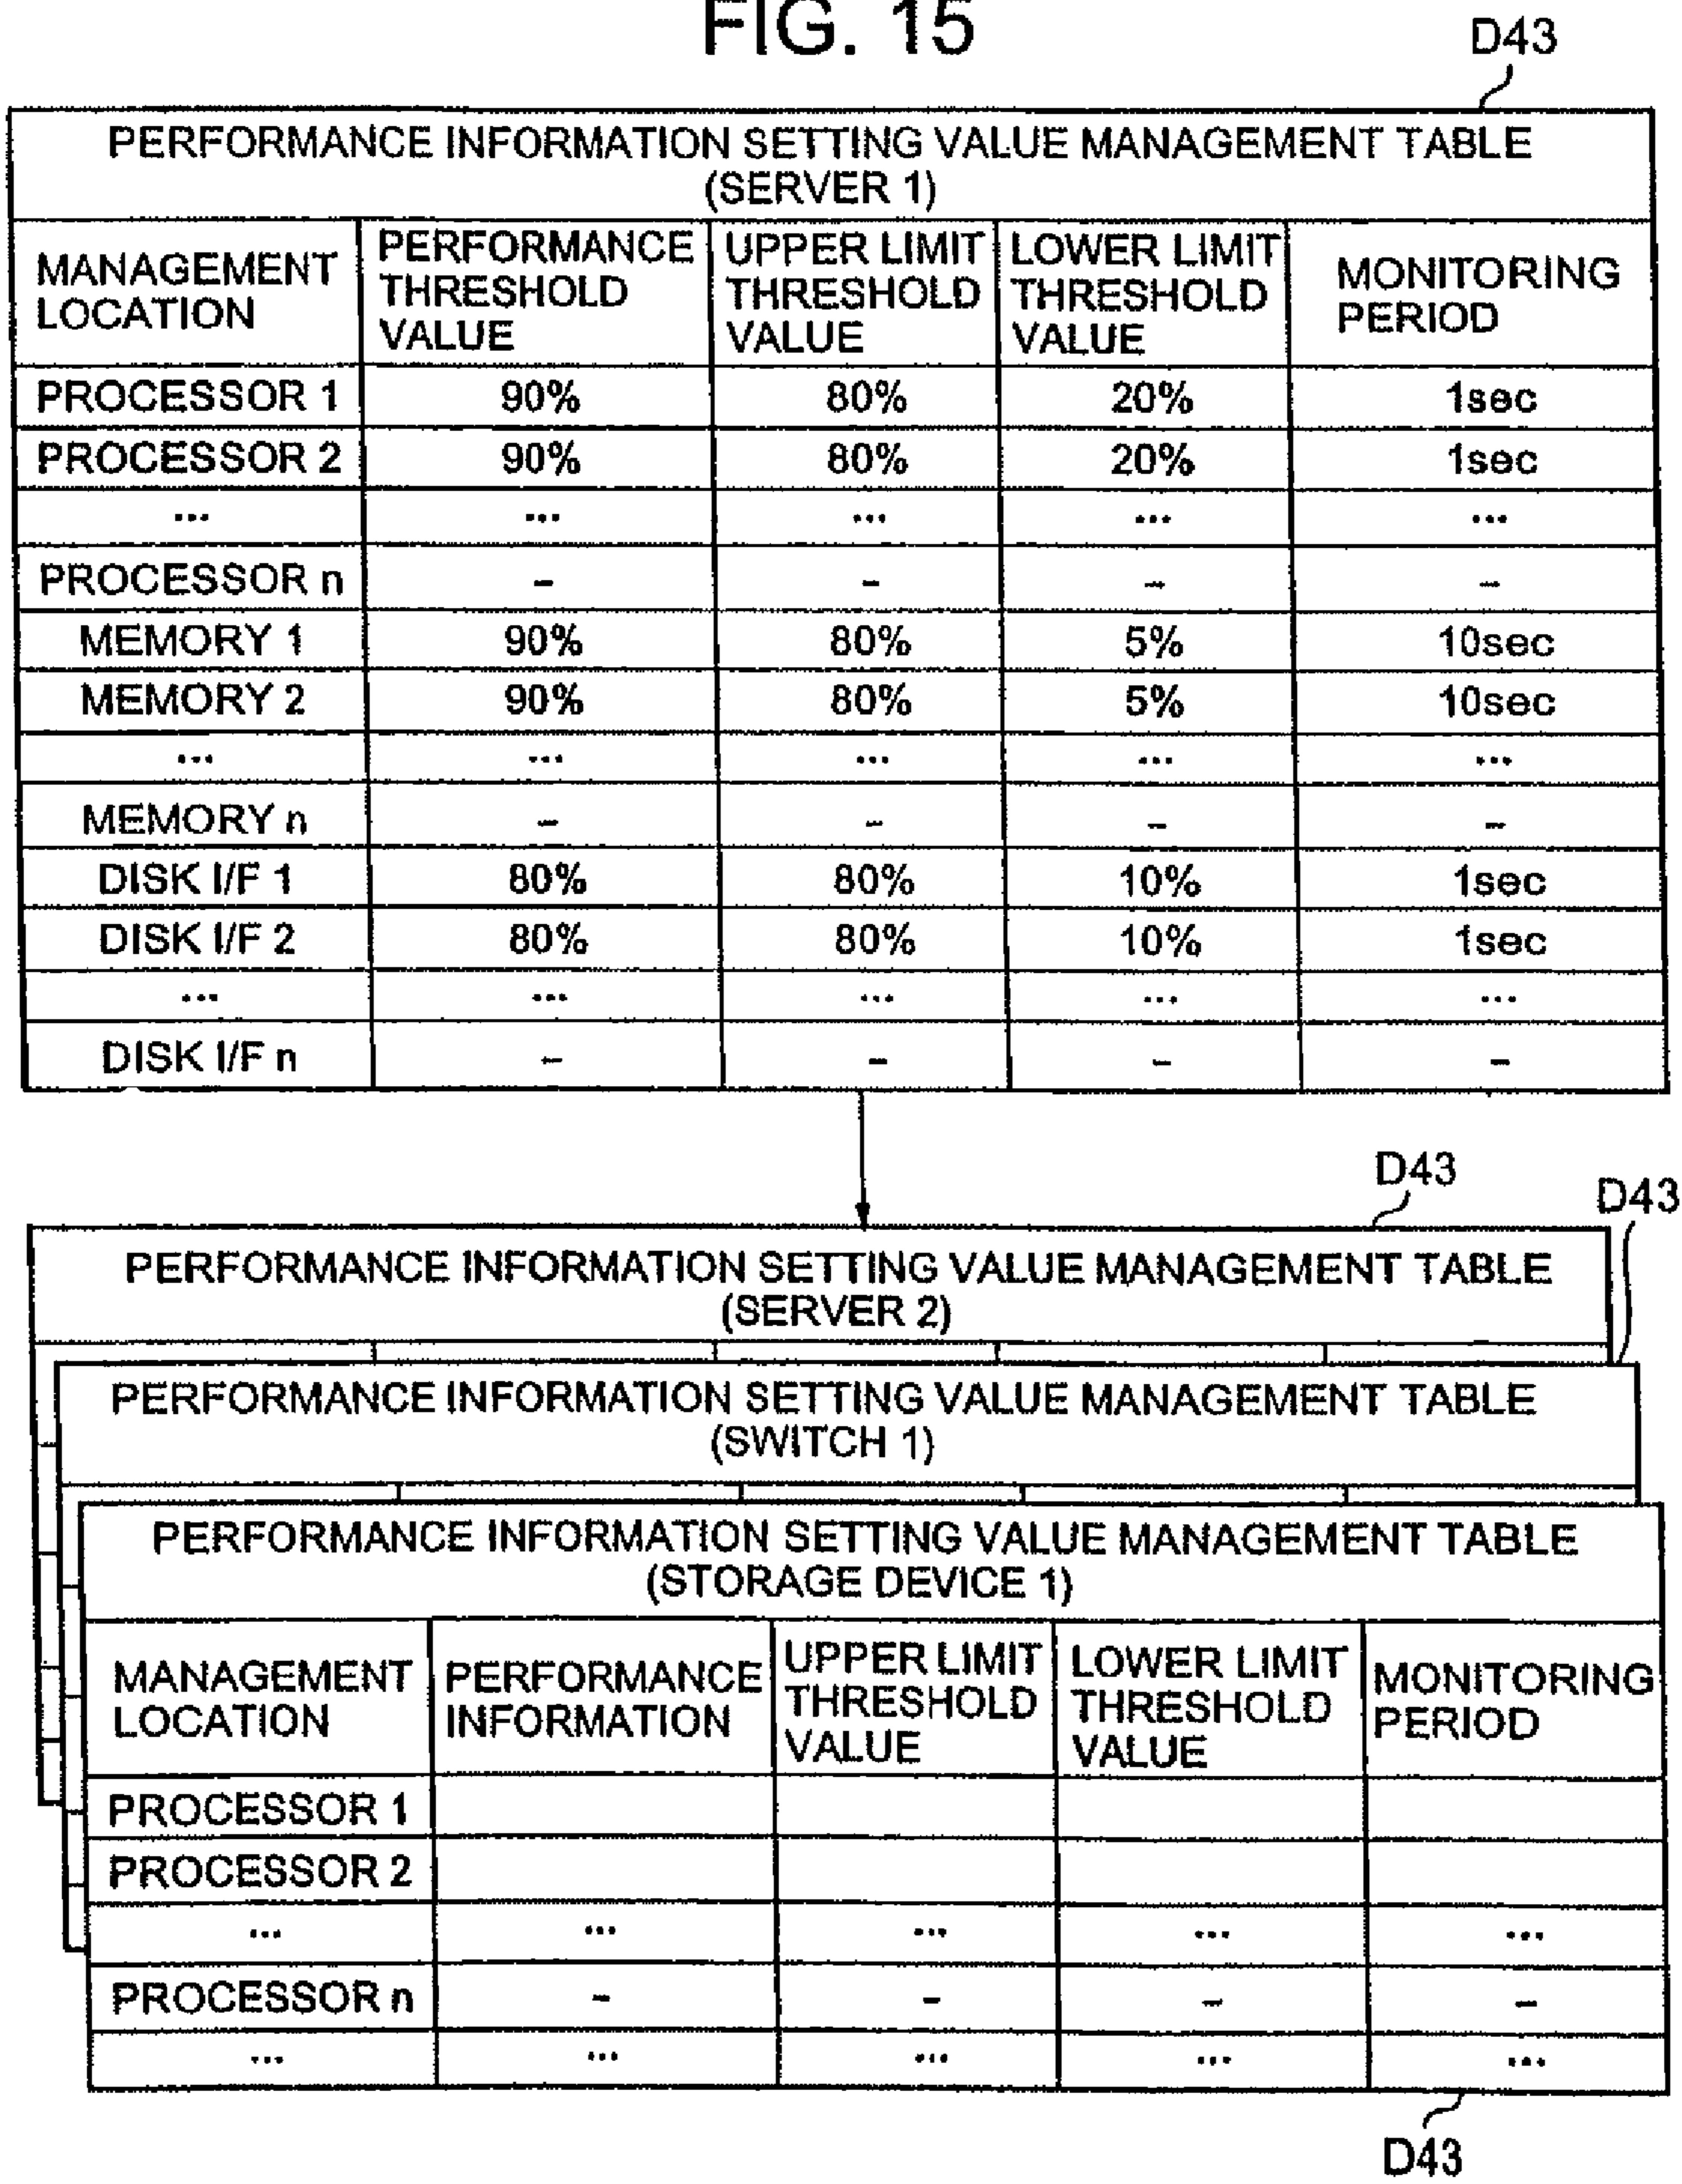 FIG. 15
D43
PERFORMANCE INFORMATION SETTING VALUE MANAGEMENT TABLE
(SERVER 1)
MANAGEMENT LOCATION PERFORMANCE THRESHOLD VALUE UPPER LIMIT THRESHOLD VALUE LOWER LIMIT THRESHOLD VALUE MONITORING PERIOD
PROCESSOR 1 90% 80% 20% 1sec
PROCESSOR 2 90% 80% 20% 1sec
... ... ... ... ...
PROCESSOR n - - - -
MEMORY 1 90% 80% 5% 10sec
MEMORY 2 90% 80% 5% 10sec
... ... ... ... ...
MEMORY n - - - -
DISK I/F 1 80% 80% 10% 1sec
DISK I/F 2 80% 80% 10% 1sec
... ... ... ... ...
DISK I/F n - - - -
D43
D43
PERFORMANCE INFORMATION SETTING VALUE MANAGEMENT TABLE
(SERVER 2)
PERFORMANCE INFORMATION SETTING VALUE MANAGEMENT TABLE
(SWITCH 1)
PERFORMANCE INFORMATION SETTING VALUE MANAGEMENT TABLE
(STORAGE DEVICE 1)
MANAGEMENT LOCATION PERFORMANCE INFORMATION UPPER LIMIT THRESHOLD VALUE LOWER LIMIT THRESHOLD VALUE MONITORING PERIOD
PROCESSOR 1
PROCESSOR 2
... ... ... ... ...
PROCESSOR n - - - -
... ... ... ... ...
D43